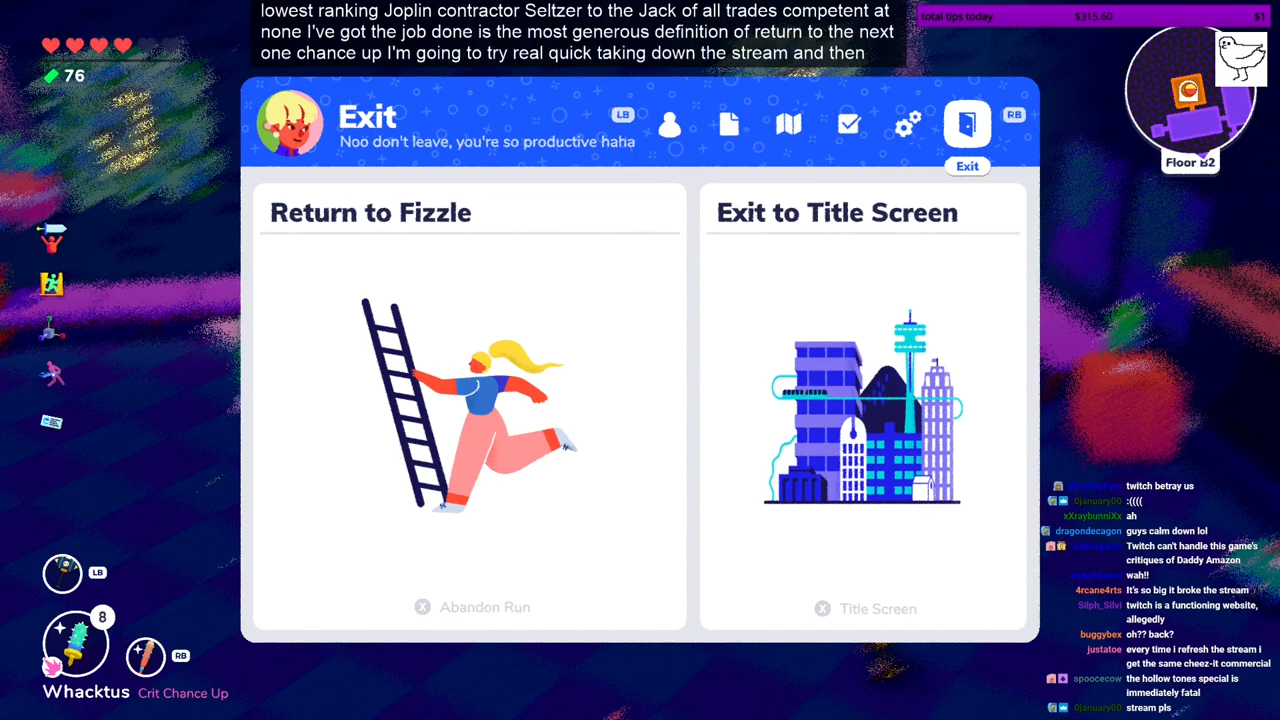 lowest ranking Joplin contractor Seltzer to the Jack of all trades competent at
none I've got the job done is the most generous definition of return to the next
one chance up I'm going to try real quick taking down the stream and then
total tips today $315.60 $1
76
Exit
Noo don't leave, you're so productive haha
LB
RB
Exit
Floor B2
Return to Fizzle
Exit to Title Screen
X Abandon Run
X Title Screen
LB
8
RB
Whacktus Crit Chance Up
twitch betray us
0january00 :((((
xXraybunniXx ah
dragondecagon guys calm down lol
Twitch can't handle this game's
critiques of Daddy Amazon
wah!!
4rcane4rts It's so big it broke the stream
Silph_Silvi twitch is a functioning website,
allegedly
buggybex oh?? back?
justatoe every time i refresh the stream i
get the same cheez-it commercial
spoocecow the hollow tones special is
immediately fatal
0january00 stream pls